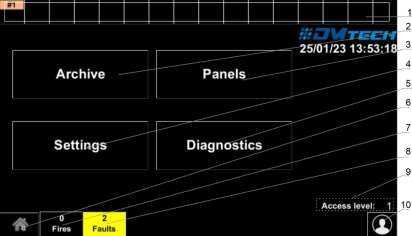 #1
1
2
DMTECH
3
25/01/23 13:53:18
4
Archive
Panels
5
6
7
Settings
Diagnostics
8
9
Access level: 1
10
0
Fires
2
Faults